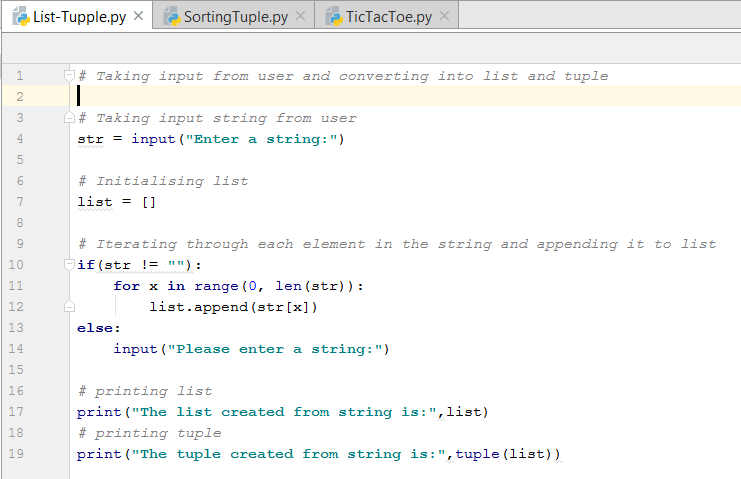 List-Tupple.py SortingTuple.py TicTacToe.py
1 # Taking input from user and converting into list and tuple
2
3 # Taking input string from user
4 str = input("Enter a string:")
5
6 # Initialising list
7 list = []
8
9 # Iterating through each element in the string and appending it to list
10 if(str != ""):
11     for x in range(0, len(str)):
12         list.append(str[x])
13 else:
14     input("Please enter a string:")
15
16 # printing list
17 print("The list created from string is:",list)
18 # printing tuple
19 print("The tuple created from string is:",tuple(list))